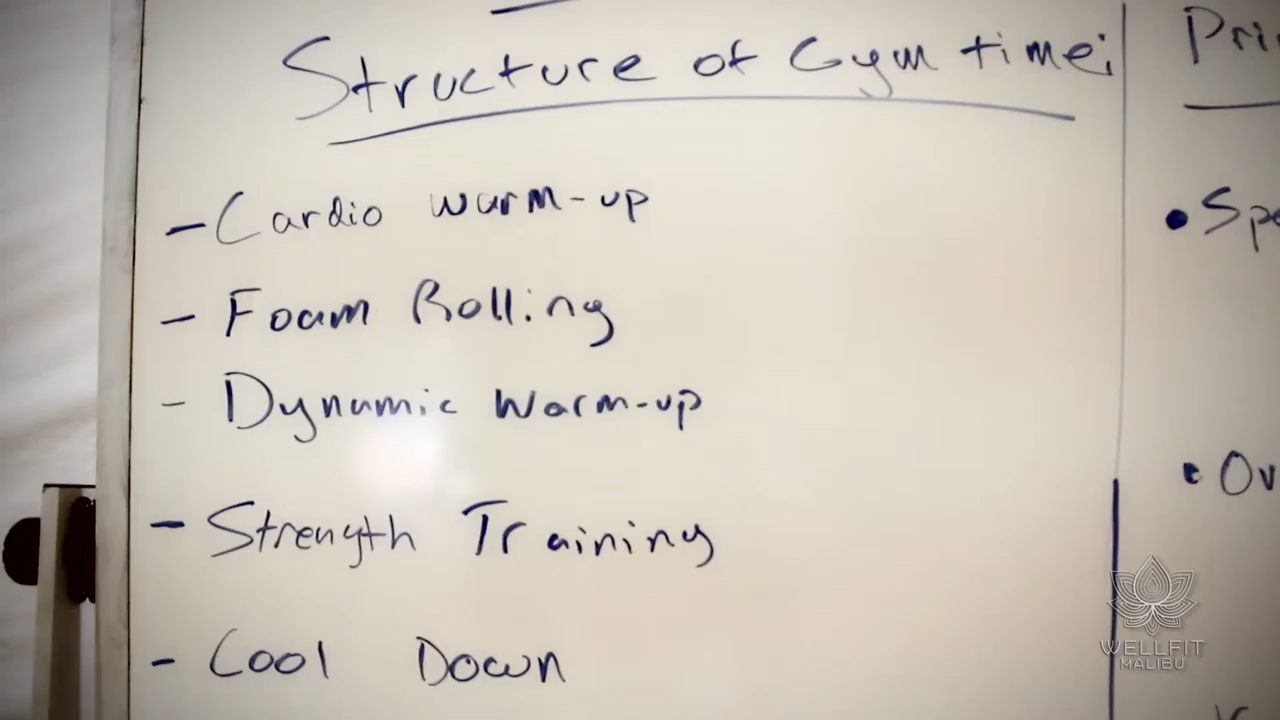 Structure of Gym time:
- Cardio warm-up
- Foam Rolling
- Dynamic Warm-up
- Strength Training
- Cool Down
WELLFIT
MALIBU